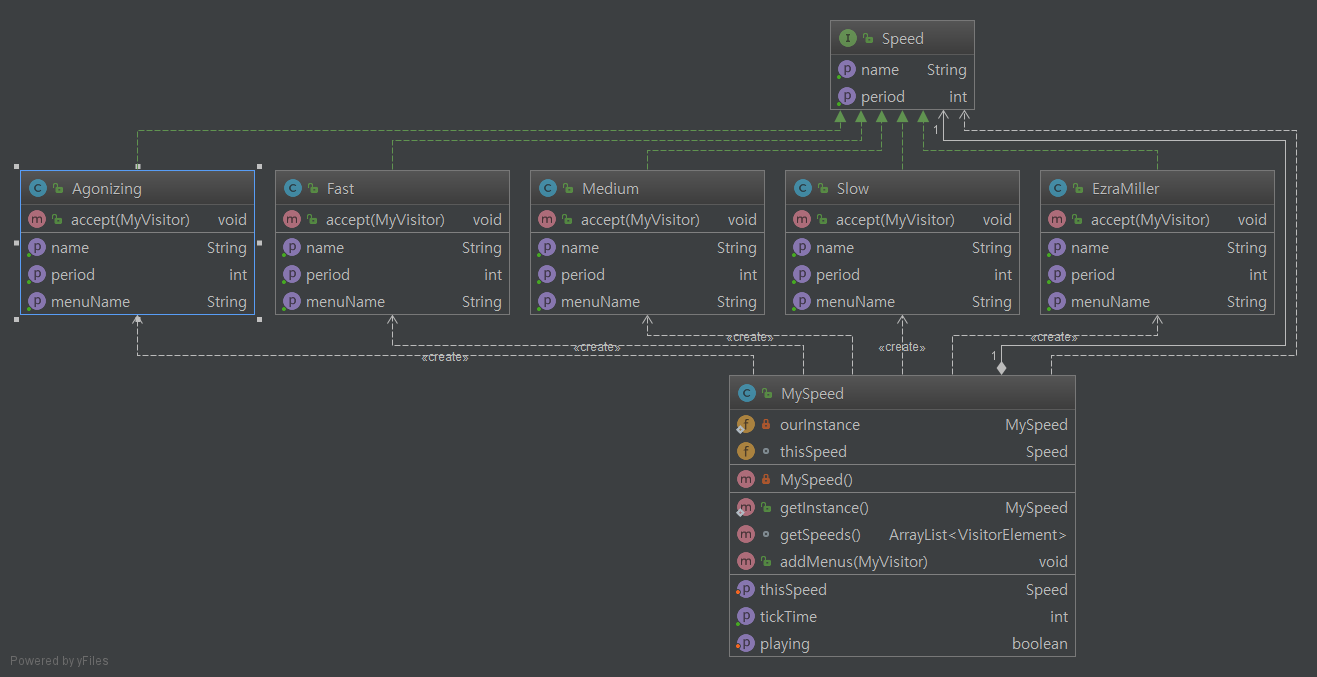 Speed
name String
period int
1
Agonizing
accept(MyVisitor) void
name String
period int
menuName String
Fast
accept(MyVisitor) void
name String
period int
menuName String
Medium
accept(MyVisitor) void
name String
period int
menuName String
Slow
accept(MyVisitor) void
name String
period int
menuName String
EzraMiller
accept(MyVisitor) void
name String
period int
menuName String
«create»
«create»
«create»
«create»
«create»
1
MySpeed
ourInstance MySpeed
thisSpeed Speed
MySpeed()
getInstance() MySpeed
getSpeeds() ArrayList<VisitorElement>
addMenus(MyVisitor) void
thisSpeed Speed
tickTime int
playing boolean
Powered by yFiles